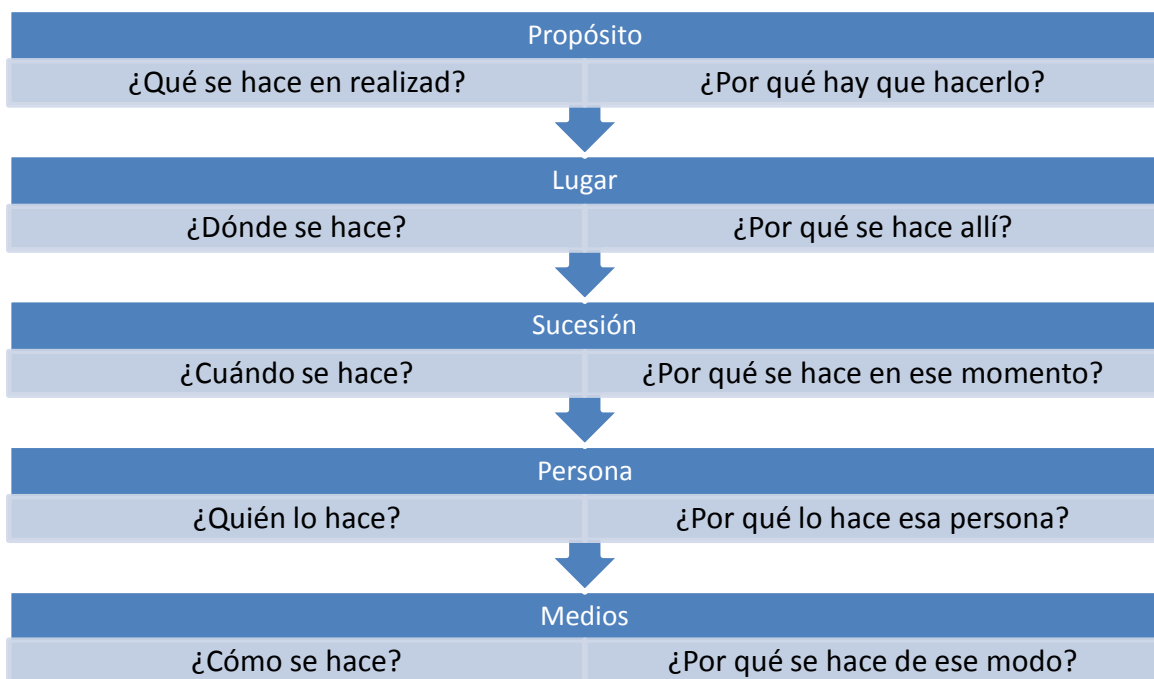 Propósito
¿Qué se hace en realizad? ¿Por qué hay que hacerlo?
Lugar
¿Dónde se hace? ¿Por qué se hace allí?
Sucesión
¿Cuándo se hace? ¿Por qué se hace en ese momento?
Persona
¿Quién lo hace? ¿Por qué lo hace esa persona?
Medios
¿Cómo se hace? ¿Por qué se hace de ese modo?